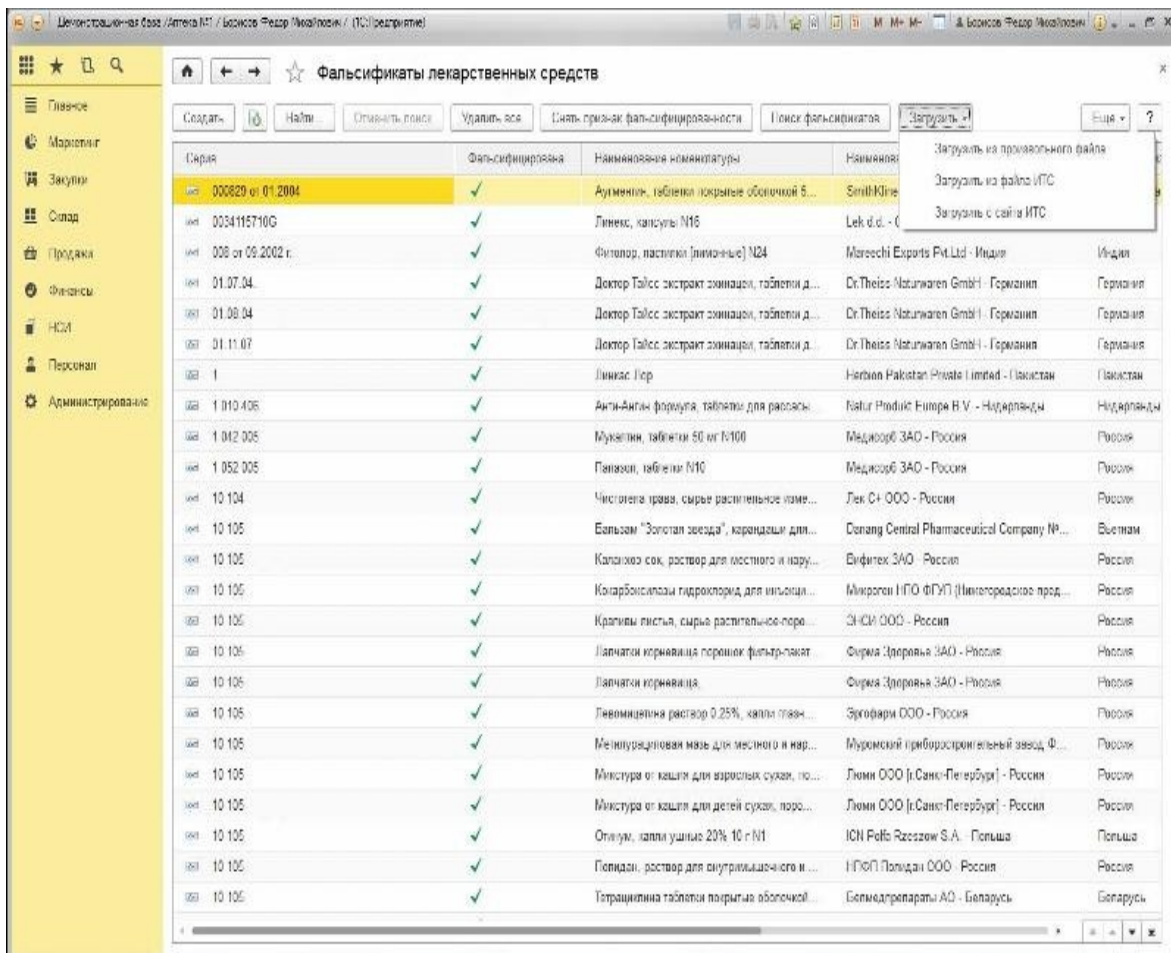 Демонстрационная база /Аптека №1 / Борисов Федор Михайлович / (1С:Предприятие)
M M+ M- Борисов Федор Михайлович
Фальсификаты лекарственных средств
Главное
Маркетинг
Закупки
Склад
Продажи
Финансы
НСИ
Персонал
Администрирование
Создать Найти... Отменить поиск Удалить все Снять признак фальсифицированности Поиск фальсификатов Загрузить Еще ?
Загрузить из произвольного файла
Загрузить из файла ИТС
Загрузить с сайта ИТС
Серия Фальсифицирована Наименование номенклатуры
000829 от 01.2004 Аугментин, таблетки покрытые оболочкой 6... SmithKline
0034115710G Линекс, капсулы N16 Lek d.d. -
008 от 09.2002 г. Фитолор, пастилки [лимонные] N24 Mareechi Exports Pvt.Ltd - Индия Индия
01.07.04. Доктор Тайсс экстракт эхинацеи, таблетки д... Dr.Theiss Naturwaren GmbH - Германия Германия
01.08.04 Доктор Тайсс экстракт эхинацеи, таблетки д... Dr.Theiss Naturwaren GmbH - Германия Германия
01.11.07 Доктор Тайсс экстракт эхинацеи, таблетки д... Dr.Theiss Naturwaren GmbH - Германия Германия
1 Линкас Лор Herbion Pakistan Private Limited - Пакистан Пакистан
1 010 406 Анти-Ангин формула, таблетки для рассасы... Natur Produkt Europe B.V. - Нидерланды Нидерланды
1 042 005 Мукалтин, таблетки 50 мг N100 Медисорб ЗАО - Россия Россия
1 052 005 Папазол, таблетки N10 Медисорб ЗАО - Россия Россия
10 104 Чистотела трава, сырье растительное изме... Лек С+ ООО - Россия Россия
10 105 Бальзам "Золотая звезда", карандаши для... Danang Central Pharmaceutical Company №... Вьетнам
10 105 Каланхоэ сок, раствор для местного и нару... Вифитех ЗАО - Россия Россия
10 105 Кокарбоксилазы гидрохлорид для инъекци... Микроген НПО ФГУП (Нижегородское пред... Россия
10 105 Крапивы листья, сырье растительное-поро... ЭНСИ ООО - Россия Россия
10 105 Лапчатки корневища порошок фильтр-пакет... Фирма Здоровье ЗАО - Россия Россия
10 105 Лапчатки корневища, Фирма Здоровье ЗАО - Россия Россия
10 105 Левомицетина раствор 0.25%, капли глазн... Эргофарм ООО - Россия Россия
10 105 Метилурациловая мазь для местного и нар... Муромский приборостроительный завод Ф... Россия
10 105 Микстура от кашля для взрослых сухая, по... Люми ООО [г.Санкт-Петербург] - Россия Россия
10 105 Микстура от кашля для детей сухая, поро... Люми ООО [г.Санкт-Петербург] - Россия Россия
10 105 Отинум, капли ушные 20% 10 г N1 ICN Polfa Rzeszow S.A. - Польша Польша
10 105 Полидан, раствор для внутримышечного и ... НПФП Полидан ООО - Россия Россия
10 105 Тетрациклина таблетки покрытые оболочкой... Белмедпрепараты АО - Беларусь Беларусь